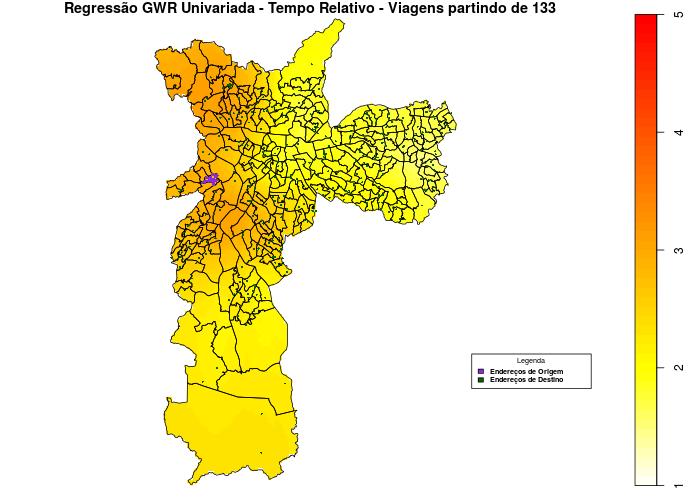 Regressão GWR Univariada - Tempo Relativo - Viagens partindo de 133
5
4
3
2
1
Legenda
Endereços de Origem
Endereços de Destino